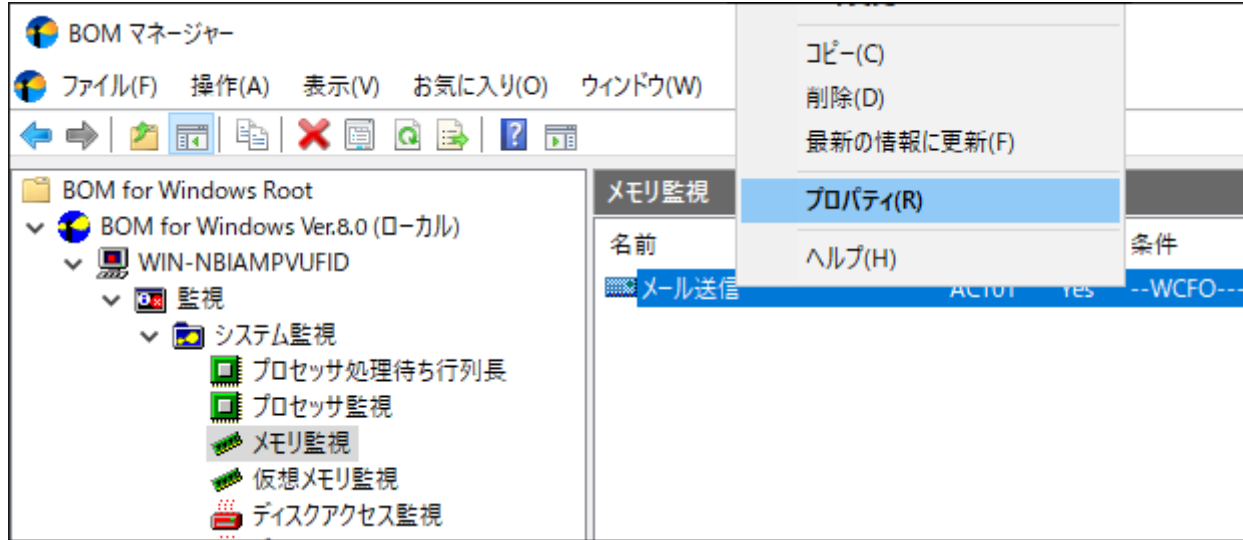 BOM マネージャー
ファイル(F) 操作(A) 表示(V) お気に入り(O) ウィンドウ(W)
コピー(C)
削除(D)
最新の情報に更新(F)
プロパティ(R)
ヘルプ(H)
BOM for Windows Root
BOM for Windows Ver.8.0 (ローカル)
WIN-NBIAMPVUFID
監視
システム監視
プロセッサ処理待ち行列長
プロセッサ監視
メモリ監視
仮想メモリ監視
ディスクアクセス監視
メモリ監視
名前 条件
メール送信 ACT01 Yes --WCFO---